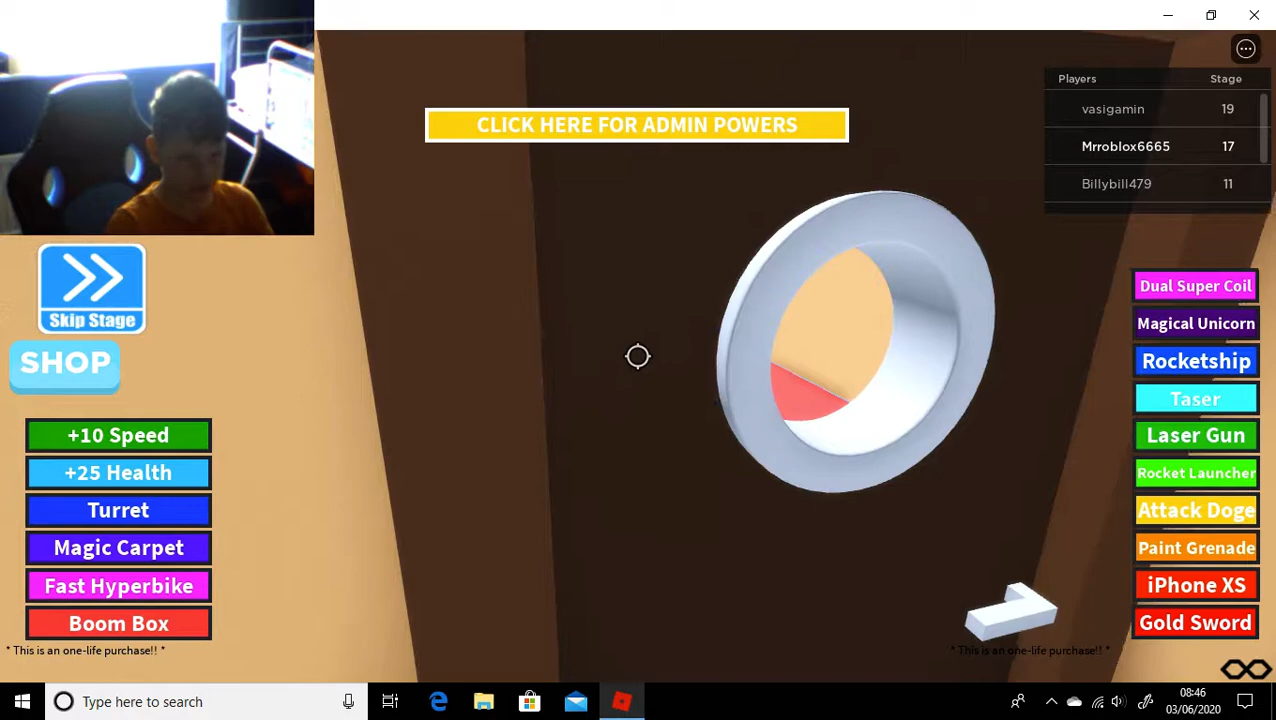 CLICK HERE FOR ADMIN POWERS
Players Stage
vasigamin 19
Mrroblox6665 17
Billybill479 11
Skip Stage
SHOP
+10 Speed
+25 Health
Turret
Magic Carpet
Fast Hyperbike
Boom Box
* This is an one-life purchase!! *
Dual Super Coil
Magical Unicorn
Rocketship
Taser
Laser Gun
Rocket Launcher
Attack Doge
Paint Grenade
iPhone XS
Gold Sword
* This is an one-life purchase!! *
Type here to search
08:46
03/06/2020